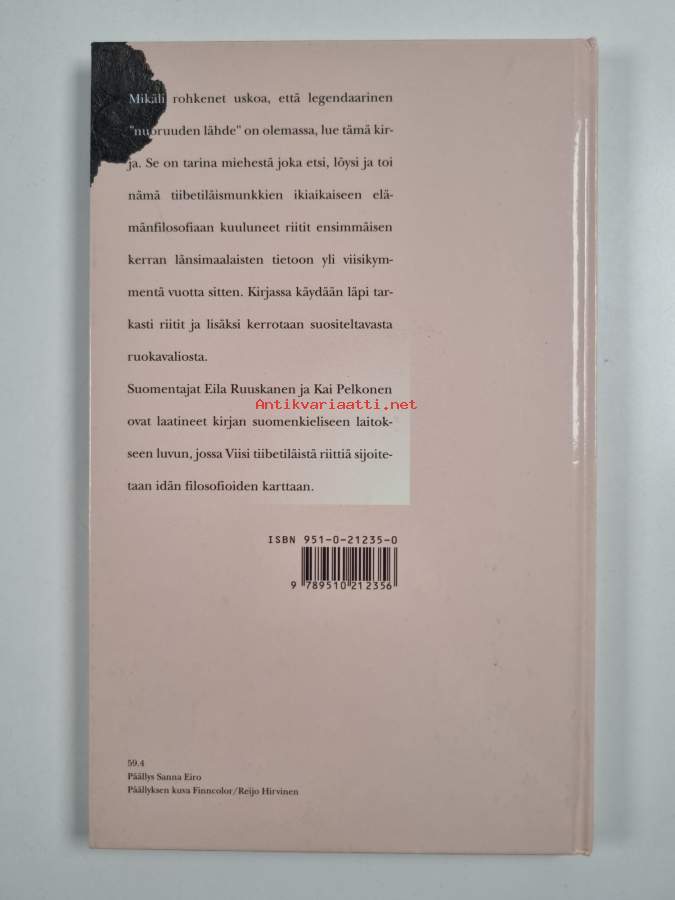 Mikäli rohkenet uskoa, että legendaarinen
"nuoruuden lähde" on olemassa, lue tämä kir-
ja. Se on tarina miehestä joka etsi, löysi ja toi
nämä tiibetiläismunkkien ikiaikaiseen elä-
mänfilosofiaan kuuluneet riitit ensimmäisen
kerran länsimaalaisten tietoon yli viisikym-
mentä vuotta sitten. Kirjassa käydään läpi tar-
kasti riitit ja lisäksi kerrotaan suositeltavasta
ruokavaliosta.
Suomentajat Eila Ruuskanen ja Kai Pelkonen
Antikvariaatti.net
ovat laatineet kirjan suomenkieliseen laitok-
seen luvun, jossa Viisi tiibetiläistä riittiä sijoite-
taan idän filosofioiden karttaan.
ISBN 951-0-21235-0
9 789510 212356
59.4
Päällys Sanna Eiro
Päällyksen kuva Finncolor/Reijo Hirvinen